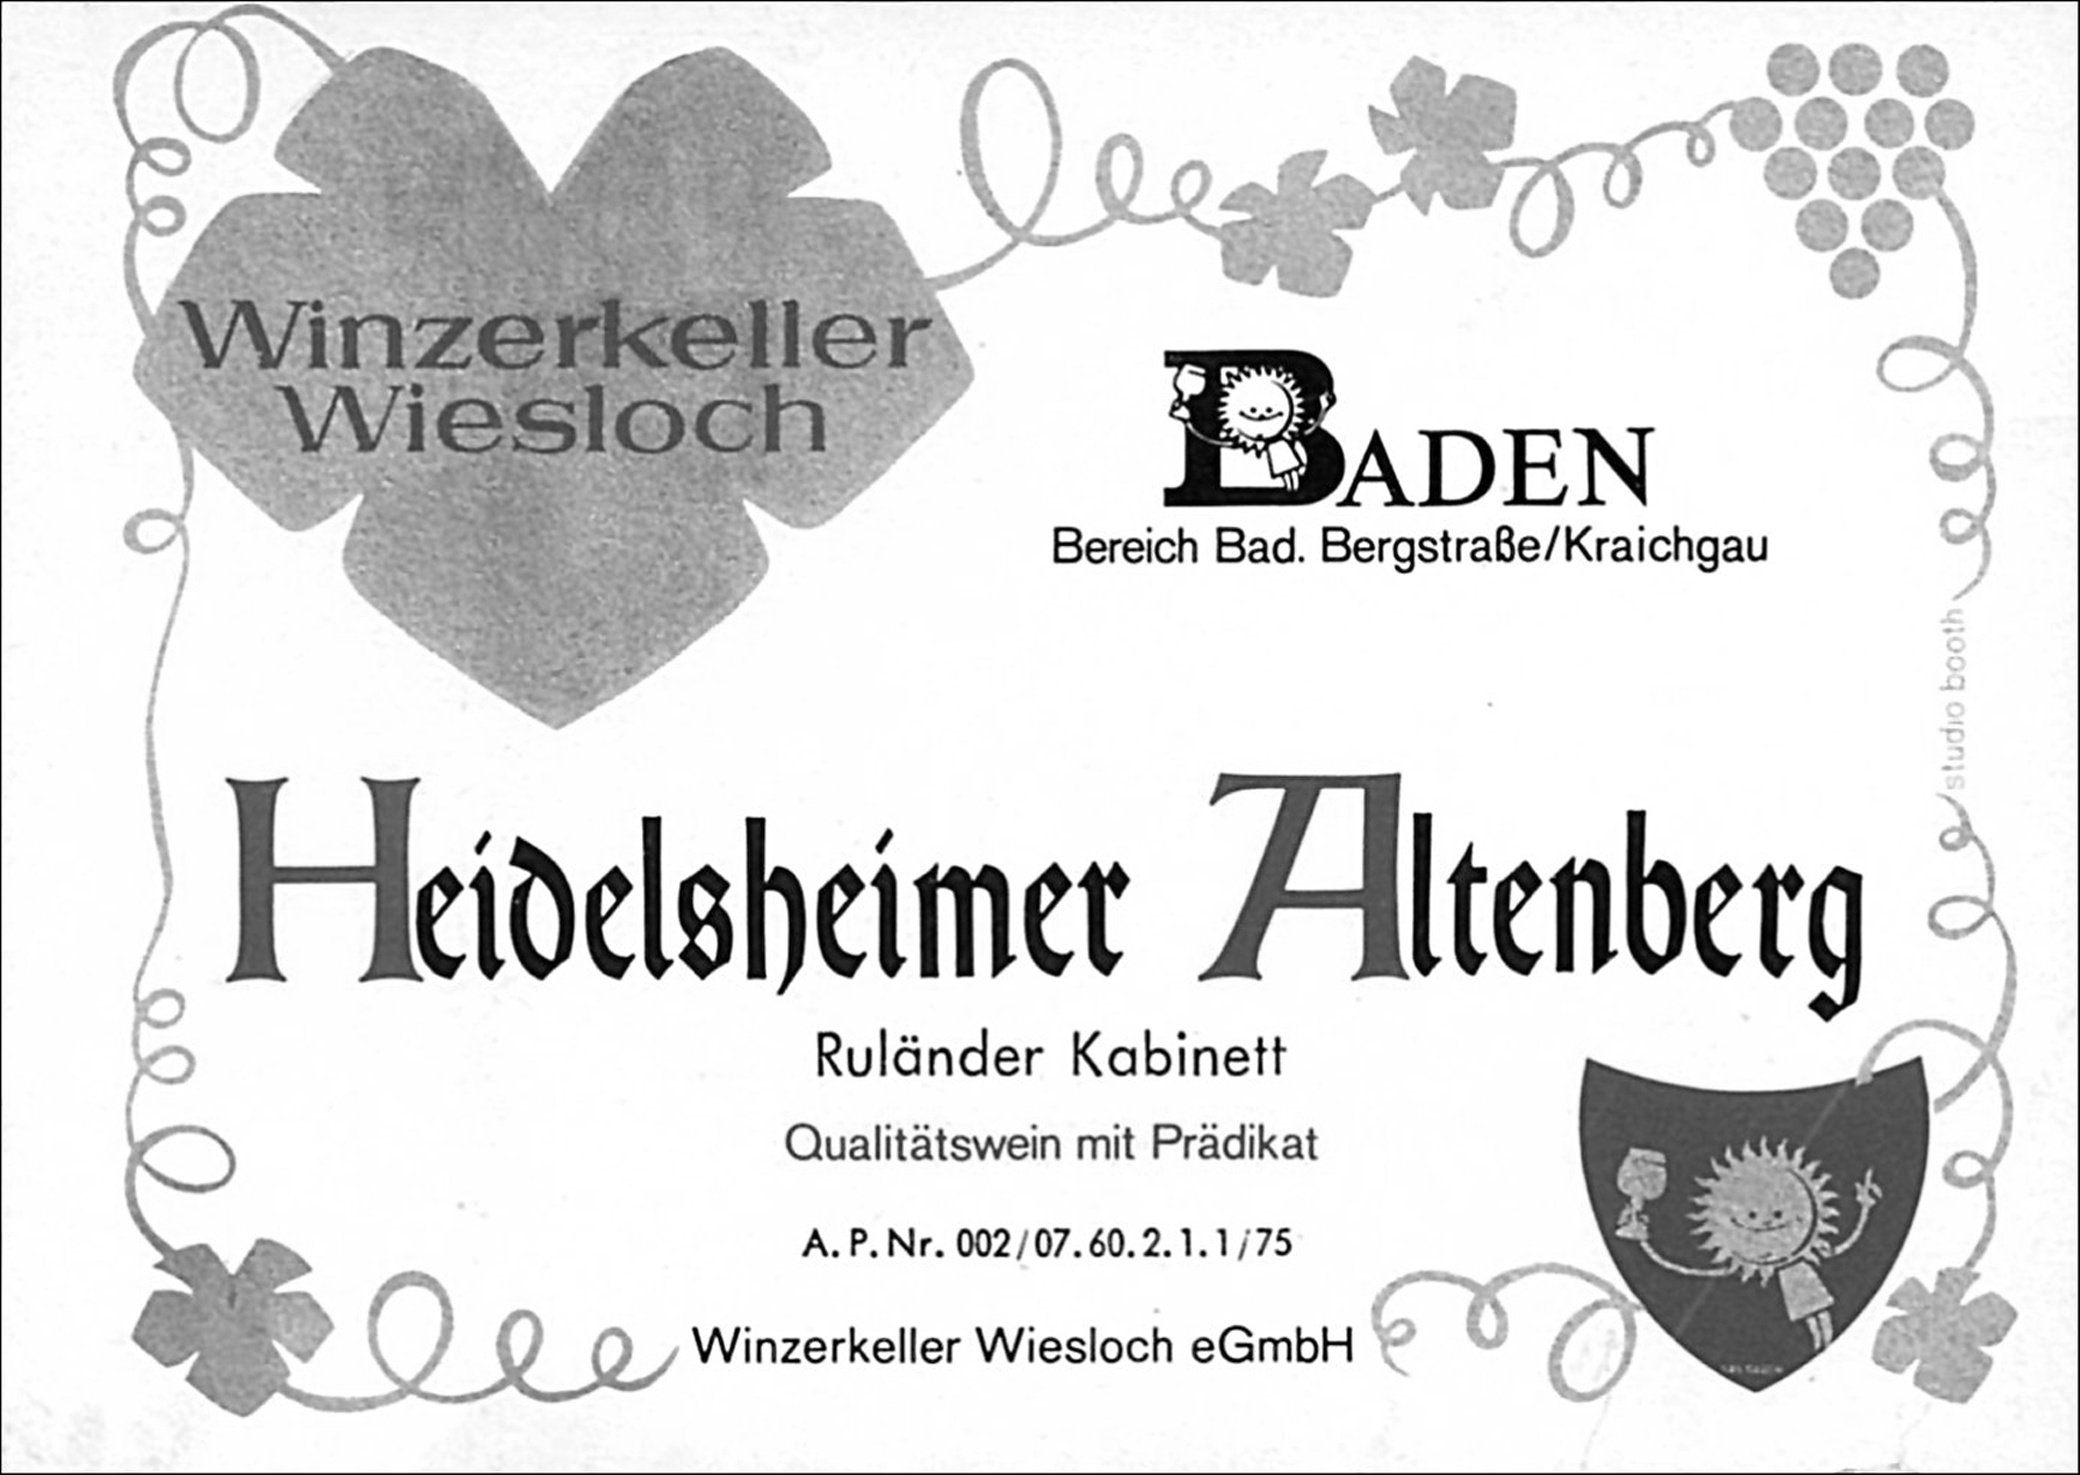 Winzerkeller
Wiesloch
BADEN
Bereich Bad. Bergstraße/Kraichgau
studio booth
Heidelsheimer Altenberg
Ruländer Kabinett
Qualitätswein mit Prädikat
A. P. Nr. 002/07.60.2.1.1/75
Winzerkeller Wiesloch eGmbH